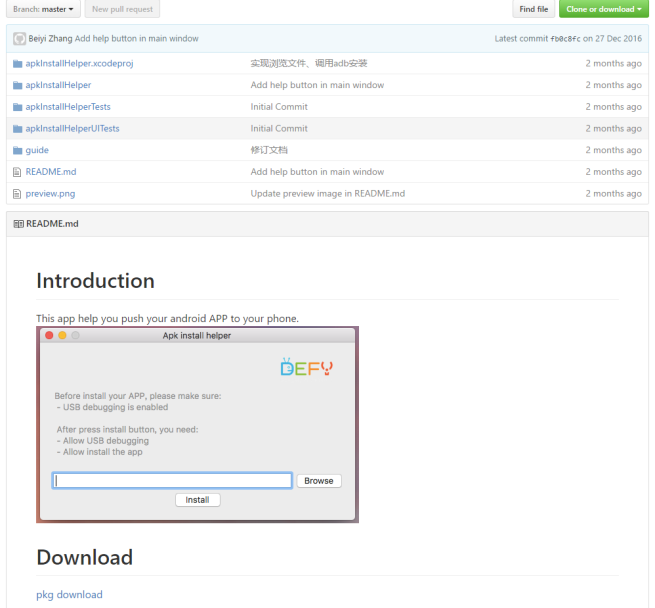 Branch: master New pull request Find file Clone or download
Beiyi Zhang Add help button in main window Latest commit fb0c8fc on 27 Dec 2016
apkInstallHelper.xcodeproj 实现浏览文件、调用adb安装 2 months ago
apkInstallHelper Add help button in main window 2 months ago
apkInstallHelperTests Initial Commit 2 months ago
apkInstallHelperUITests Initial Commit 2 months ago
guide 修订文档 2 months ago
README.md Add help button in main window 2 months ago
preview.png Update preview image in README.md 2 months ago
README.md
Introduction
This app help you push your android APP to your phone.
Apk install helper
DEFY
Before install your APP, please make sure:
- USB debugging is enabled
After press install button, you need:
- Allow USB debugging
- Allow install the app
Browse
Install
Download
pkg download